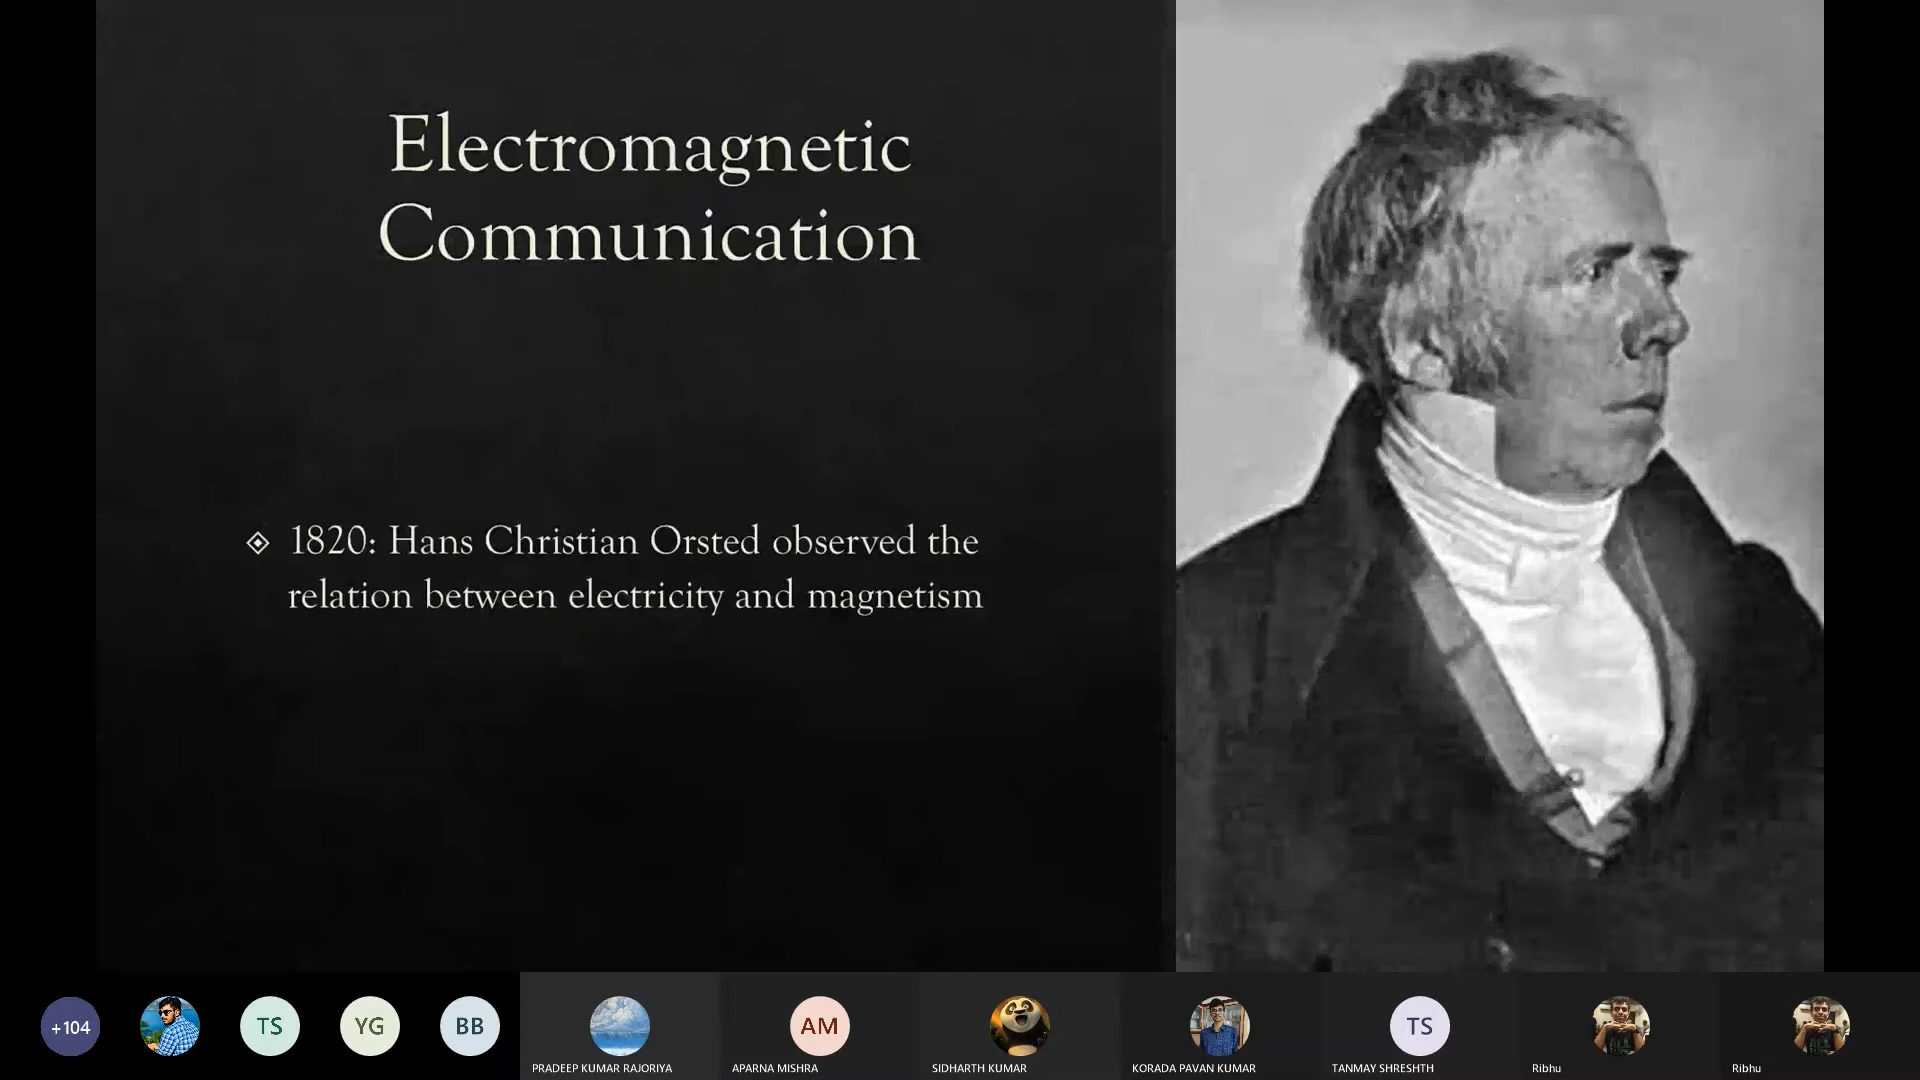 Electromagnetic
Communication
1820: Hans Christian Orsted observed the
relation between electricity and magnetism
+104
TS
YG
BB
AM
TS
PRADEEP KUMAR RAJORIYA
APARNA MISHRA
SIDHARTH KUMAR
KORADA PAVAN KUMAR
TANMAY SHRESHTH
Ribhu
Ribhu